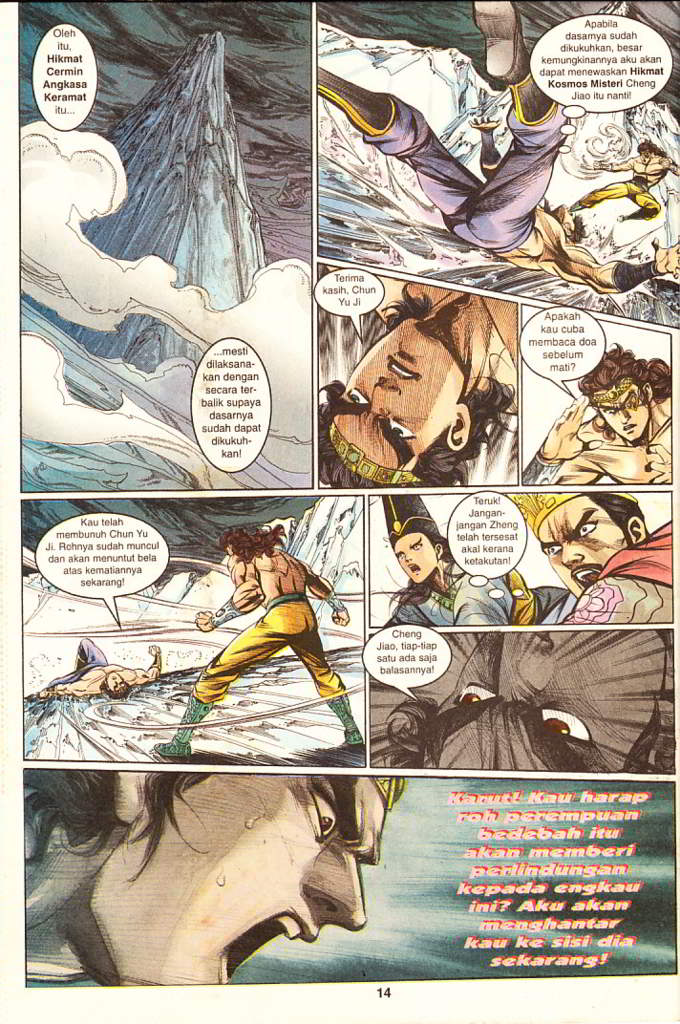 Oleh
itu,
Hikmat
Cermin
Angkasa
Keramat
itu...
...mesti
dilaksana-
kan dengan
secara ter-
balik supaya
dasarnya
sudah dapat
dikukuh-
kan!
Apabila
dasarnya sudah
dikukuhkan, besar
kemungkinannya aku akan
dapat menewaskan Hikmat
Kosmos Misteri Cheng
Jiao itu nanti!
Terima
kasih, Chun
Yu Ji
Apakah
kau cuba
membaca doa
sebelum
mati?
Kau telah
membunuh Chun Yu
Ji. Rohnya sudah muncul
dan akan menuntut bela
atas kematiannya
sekarang!
Teruk!
Jangan-
jangan Zheng
telah tersesat
akal kerana
ketakutan!
Cheng
Jiao, tiap-tiap
satu ada saja
balasannya!
Karut! Kau harap
roh perempuan
bedebah itu
akan memberi
perlindungan
kepada engkau
ini? Aku akan
menghantar
kau ke sisi dia
sekarang!
14